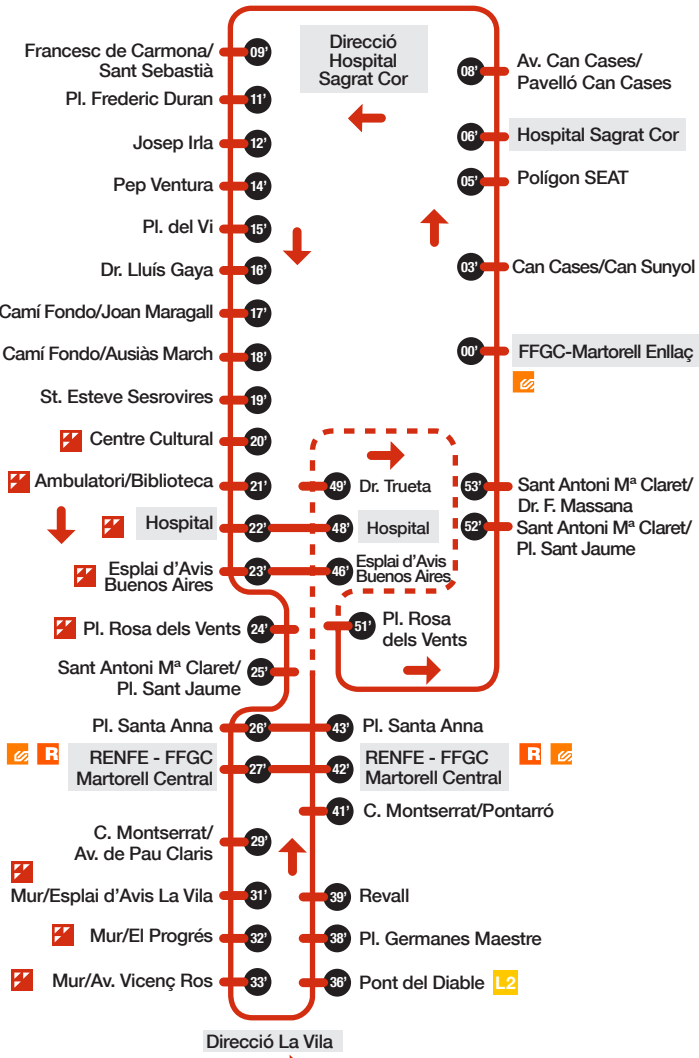 Direcció
Hospital
Sagrat Cor
Francesc de Carmona/
Sant Sebastià
09'
Pl. Frederic Duran
11'
Josep Irla
12'
Pep Ventura
14'
Pl. del Vi
15'
Dr. Lluís Gaya
16'
Camí Fondo/Joan Maragall
17'
Camí Fondo/Ausiàs March
18'
St. Esteve Sesrovires
19'
Centre Cultural
20'
Ambulatori/Biblioteca
21'
Hospital
22'
Esplai d'Avis
Buenos Aires
23'
Pl. Rosa dels Vents
24'
Sant Antoni Mª Claret/
Pl. Sant Jaume
25'
Pl. Santa Anna
26'
R
RENFE - FFGC
Martorell Central
27'
C. Montserrat/
Av. de Pau Claris
29'
Mur/Esplai d'Avis La Vila
31'
Mur/El Progrés
32'
Mur/Av. Vicenç Ros
33'
08'
Av. Can Cases/
Pavelló Can Cases
06'
Hospital Sagrat Cor
05'
Polígon SEAT
03'
Can Cases/Can Sunyol
00'
FFGC-Martorell Enllaç
53'
Sant Antoni Mª Claret/
Dr. F. Massana
52'
Sant Antoni Mª Claret/
Pl. Sant Jaume
49'
Dr. Trueta
48'
Hospital
46'
Esplai d'Avis
Buenos Aires
51'
Pl. Rosa
dels Vents
43'
Pl. Santa Anna
42'
RENFE - FFGC
Martorell Central
R
41'
C. Montserrat/Pontarró
39'
Revall
38'
Pl. Germanes Maestre
36'
Pont del Diable
L2
Direcció La Vila